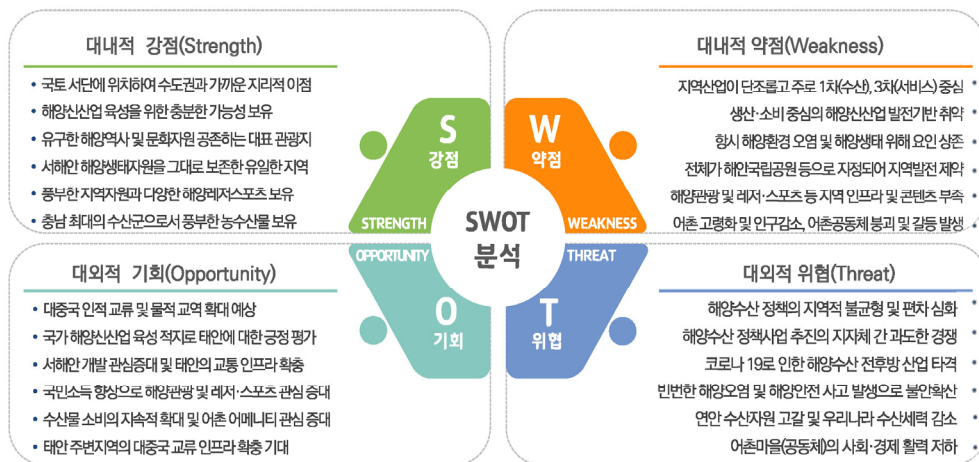 대내적 강점(Strength)
• 국토 서단에 위치하여 수도권과 가까운 지리적 이점
• 해양신산업 육성을 위한 충분한 가능성 보유
• 유구한 해양역사 및 문화자원 공존하는 대표 관광지
• 서해안 해양생태자원을 그대로 보존한 유일한 지역
• 풍부한 지역자원과 다양한 해양레저스포츠 보유
• 충남 최대의 수산군으로서 풍부한 농수산물 보유
대내적 약점(Weakness)
지역산업이 단조롭고 주로 1차(수산), 3차(서비스) 중심 •
생산·소비 중심의 해양신산업 발전기반 취약 •
항시 해양환경 오염 및 해양생태 위해 요인 상존 •
전체가 해안국립공원 등으로 지정되어 지역발전 제약 •
해양관광 및 레저·스포츠 등 지역 인프라 및 콘텐츠 부족 •
어촌 고령화 및 인구감소, 어촌공동체 붕괴 및 갈등 발생 •
S
강점
STRENGTH
W
약점
WEAKNESS
SWOT
분석
OPPORTUNITY
O
기회
THREAT
T
위협
대외적 기회(Opportunity)
• 대중국 인적 교류 및 물적 교역 확대 예상
• 국가 해양신산업 육성 적지로 태안에 대한 긍정 평가
• 서해안 개발 관심증대 및 태안의 교통 인프라 확충
• 국민소득 향상으로 해양관광 및 레저·스포츠 관심 증대
• 수산물 소비의 지속적 확대 및 어촌 어메니티 관심 증대
• 태안 주변지역의 대중국 교류 인프라 확충 기대
대외적 위협(Threat)
해양수산 정책의 지역적 불균형 및 편차 심화 •
해양수산 정책사업 추진의 지자체 간 과도한 경쟁 •
코로나 19로 인한 해양수산 전후방 산업 타격 •
빈번한 해양오염 및 해양안전 사고 발생으로 불안확산 •
연안 수산자원 고갈 및 우리나라 수산세력 감소 •
어촌마을(공동체)의 사회·경제 활력 저하 •